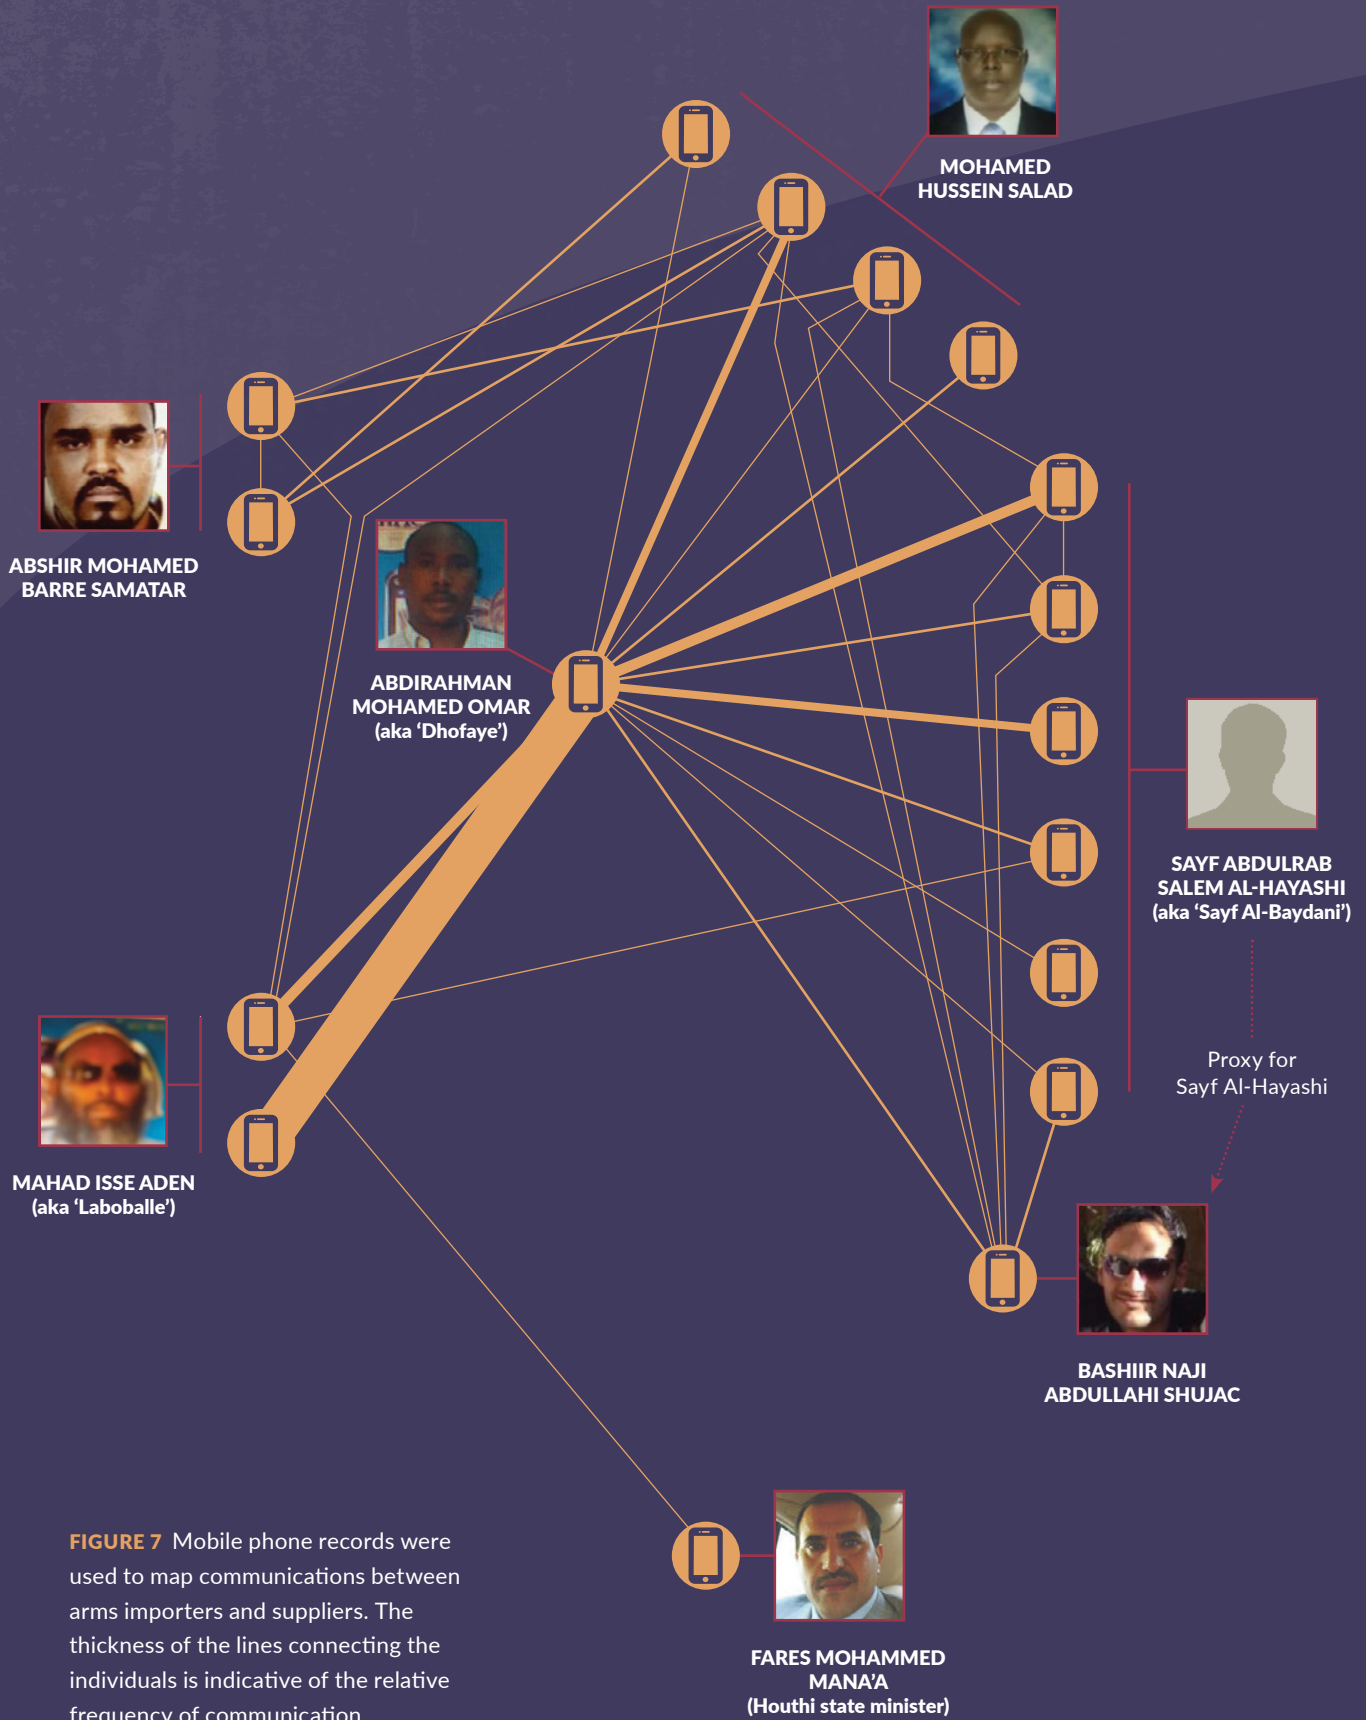 MOHAMED
HUSSEIN SALAD
ABSHIR MOHAMED
BARRE SAMATAR
ABDIRAHMAN
MOHAMED OMAR
(aka ‘Dhofaye’)
SAYF ABDULRAB
SALEM AL-HAYASHI
(aka ‘Sayf Al-Baydani’)
Proxy for
Sayf Al-Hayashi
MAHAD ISSE ADEN
(aka ‘Laboballe’)
BASHIIR NAJI
ABDULLAHI SHUJAC
FIGURE 7 Mobile phone records were
used to map communications between
arms importers and suppliers. The
thickness of the lines connecting the
individuals is indicative of the relative
frequency of communication
FARES MOHAMMED
MANA’A
(Houthi state minister)